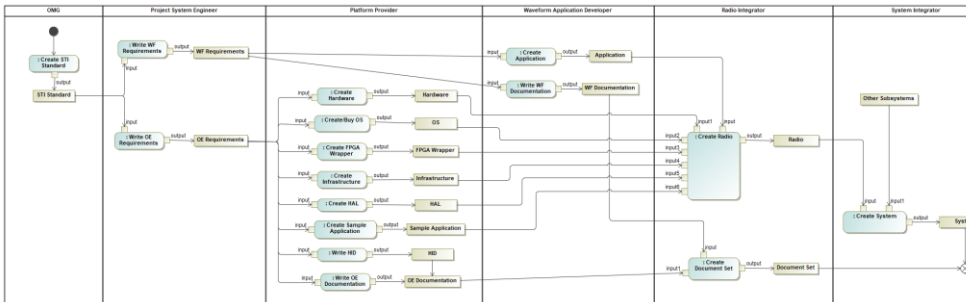 OMG
Project System Engineer
Platform Provider
Waveform Application Developer
Radio Integrator
System Integrator
: Create STI
Standard
output
STI Standard
: Write WF
Requirements
input
output
WF Requirements
input
: Write OE
Requirements
output
OE Requirements
input
: Create
Hardware
output
Hardware
input
: Create/Buy OS
output
OS
input
: Create FPGA
Wrapper
output
FPGA Wrapper
input
: Create
Infrastructure
output
Infrastructure
input
: Create HAL
output
HAL
input
: Create Sample
Application
output
Sample Application
input
: Write HID
output
HID
input
: Write OE
Documentation
output
OE Documentation
input
: Create
Application
output
Application
input
: Write WF
Documentation
output
WF Documentation
input1
input
input2
input3
input4
input5
input6
: Create Radio
output
Radio
input
input1
: Create
Document Set
output
Document Set
Other Subsystems
input
input1
: Create System
output
Syst